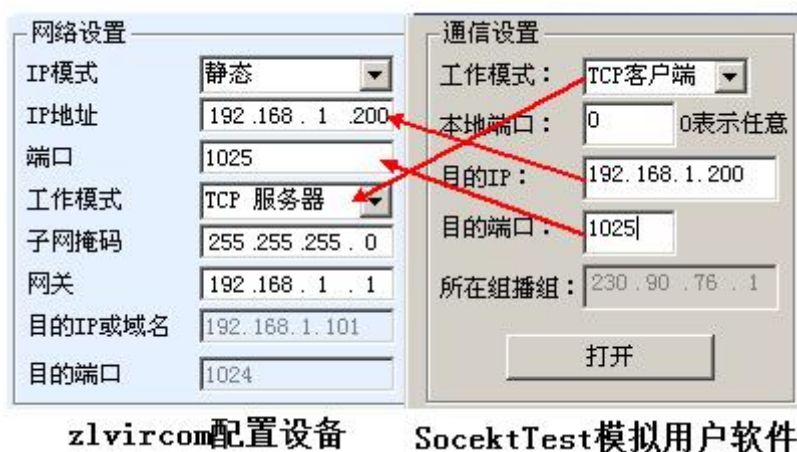 网络设置
IP模式 静态
IP地址 192 .168 . 1 .200
端口 1025
工作模式 TCP 服务器
子网掩码 255 .255 .255 . 0
网关 192 .168 . 1 . 1
目的IP或域名 192.168.1.101
目的端口 1024
zlvircom配置设备
通信设置
工作模式： TCP客户端
本地端口： 0 0表示任意
目的IP： 192.168.1.200
目的端口： 1025
所在组播组： 230 .90 .76 . 1
打开
SocektTest模拟用户软件